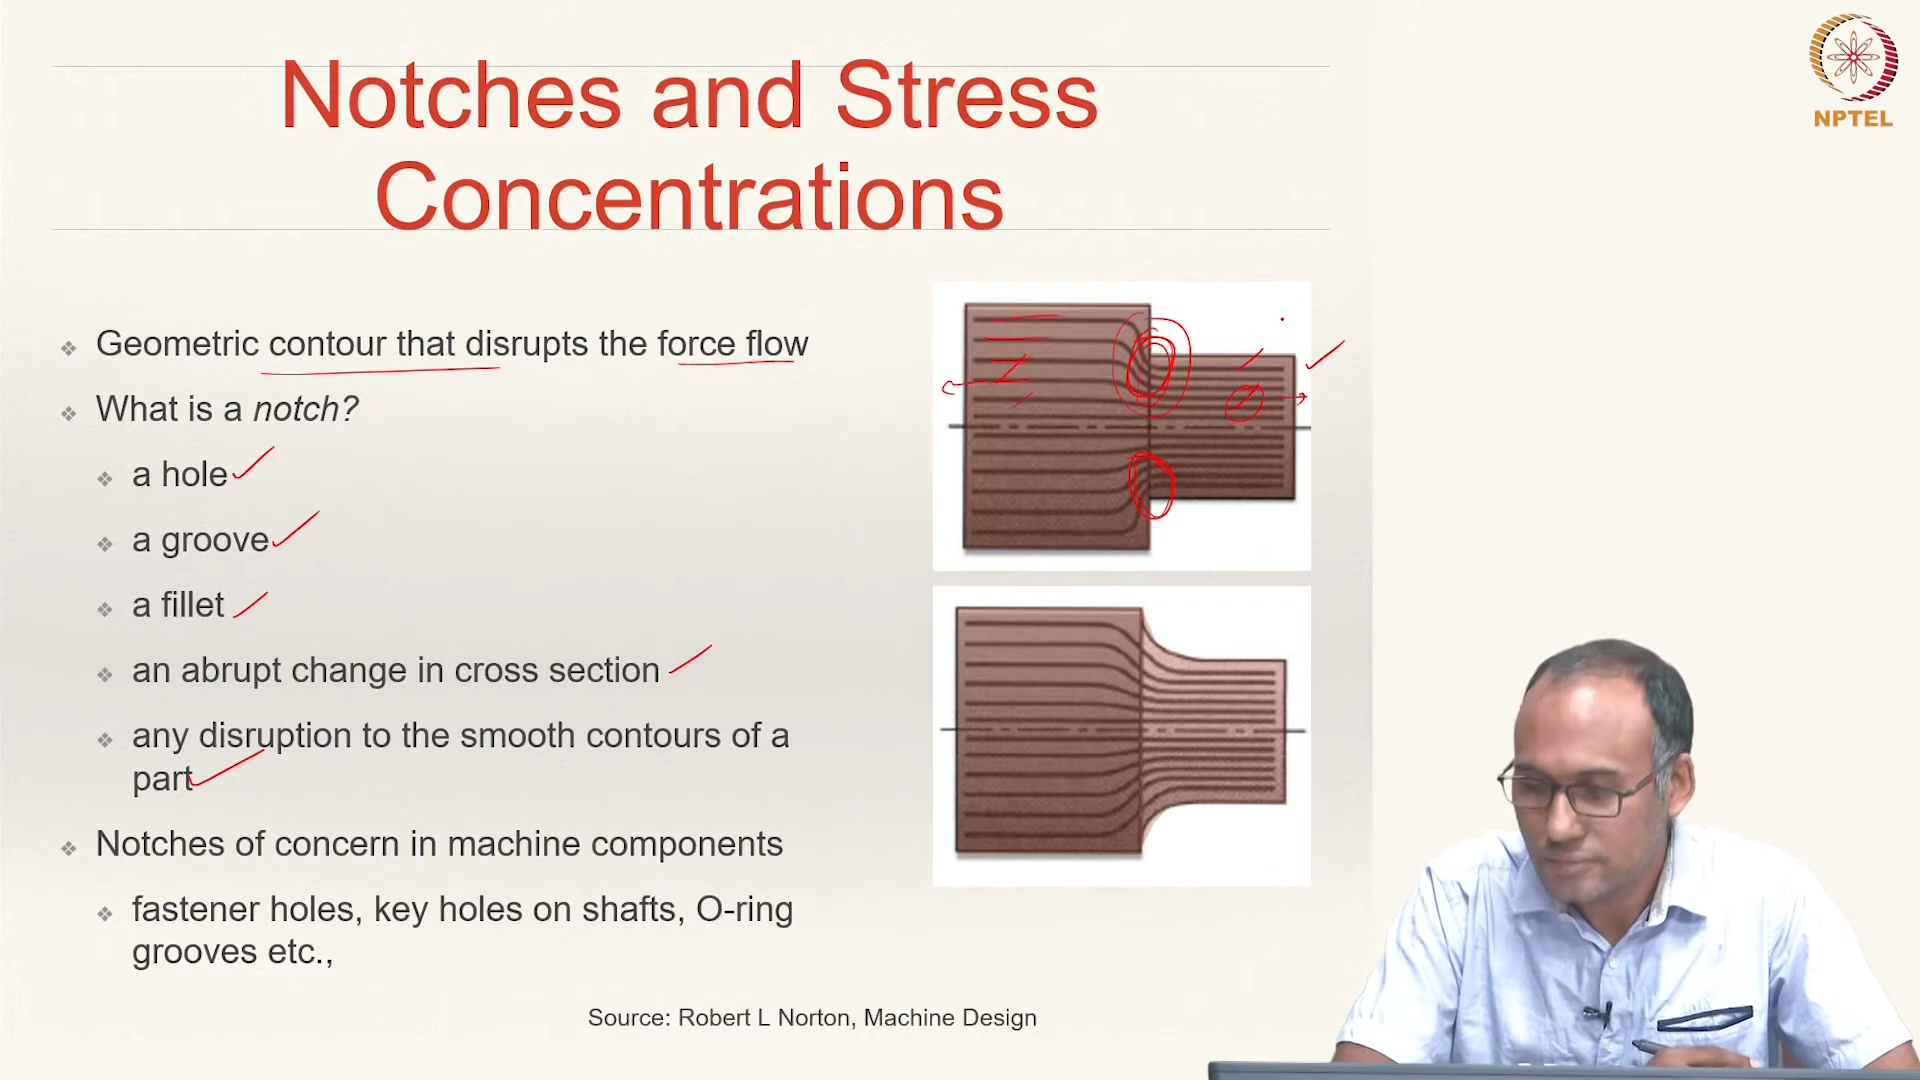 Notches and Stress
Concentrations
NPTEL
Geometric contour that disrupts the force flow
What is a notch?
a hole
a groove
a fillet
an abrupt change in cross section
any disruption to the smooth contours of a
part
Notches of concern in machine components
fastener holes, key holes on shafts, O-ring
grooves etc.,
Source: Robert L Norton, Machine Design